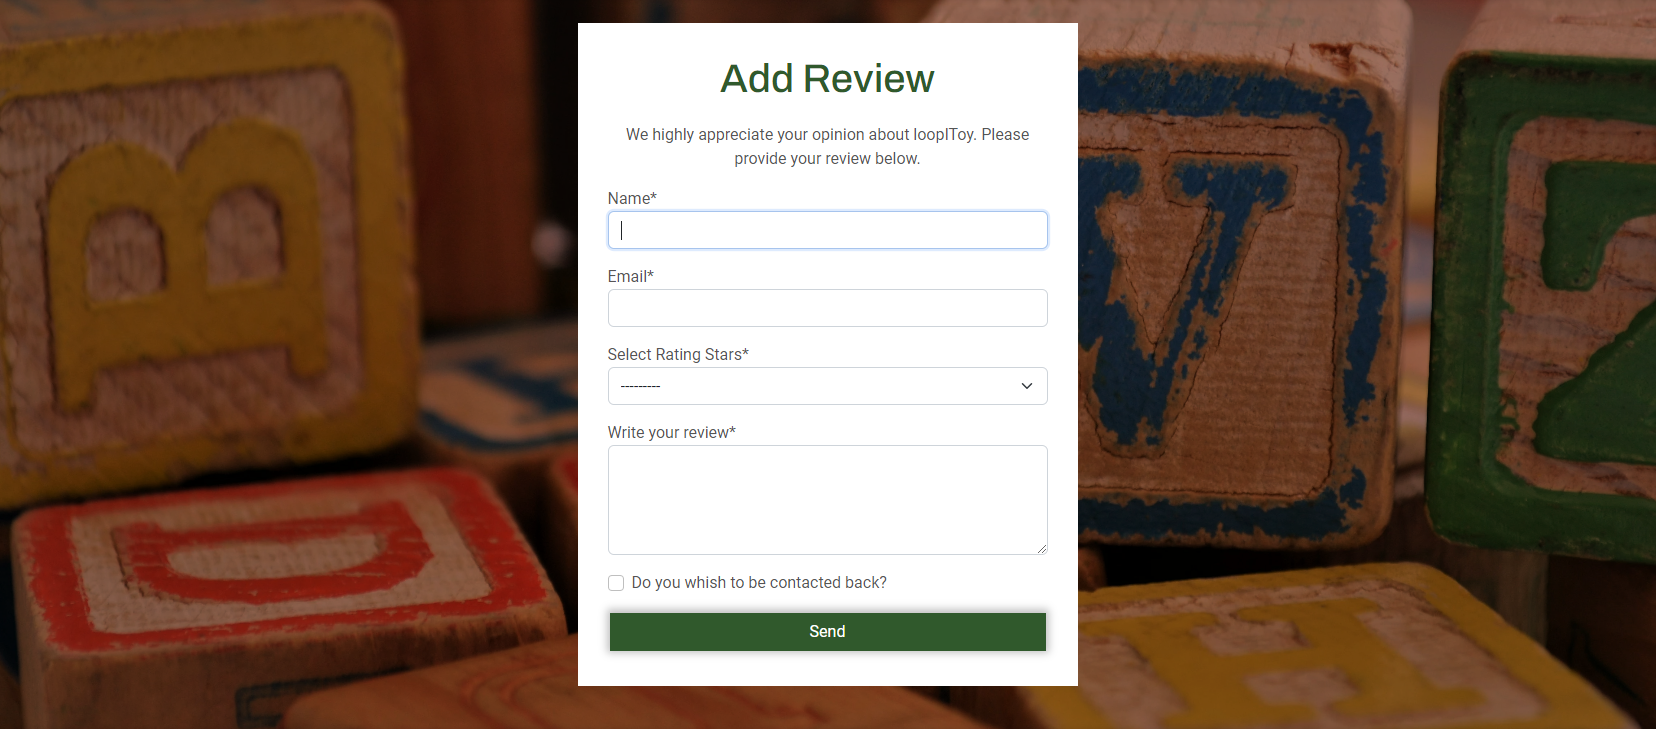 Add Review
We highly appreciate your opinion about loopIToy. Please
provide your review below.
Name*
Email*
Select Rating Stars*
---------
Write your review*
Do you whish to be contacted back?
Send
B
D
V
Z
H